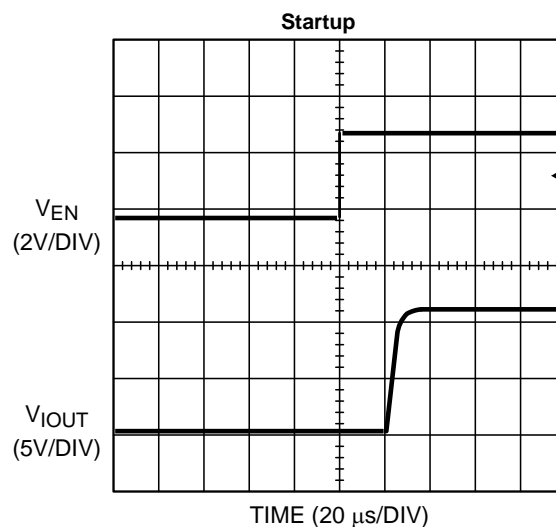 Startup
VEN
(2V/DIV)
VIOUT
(5V/DIV)
TIME (20 μs/DIV)